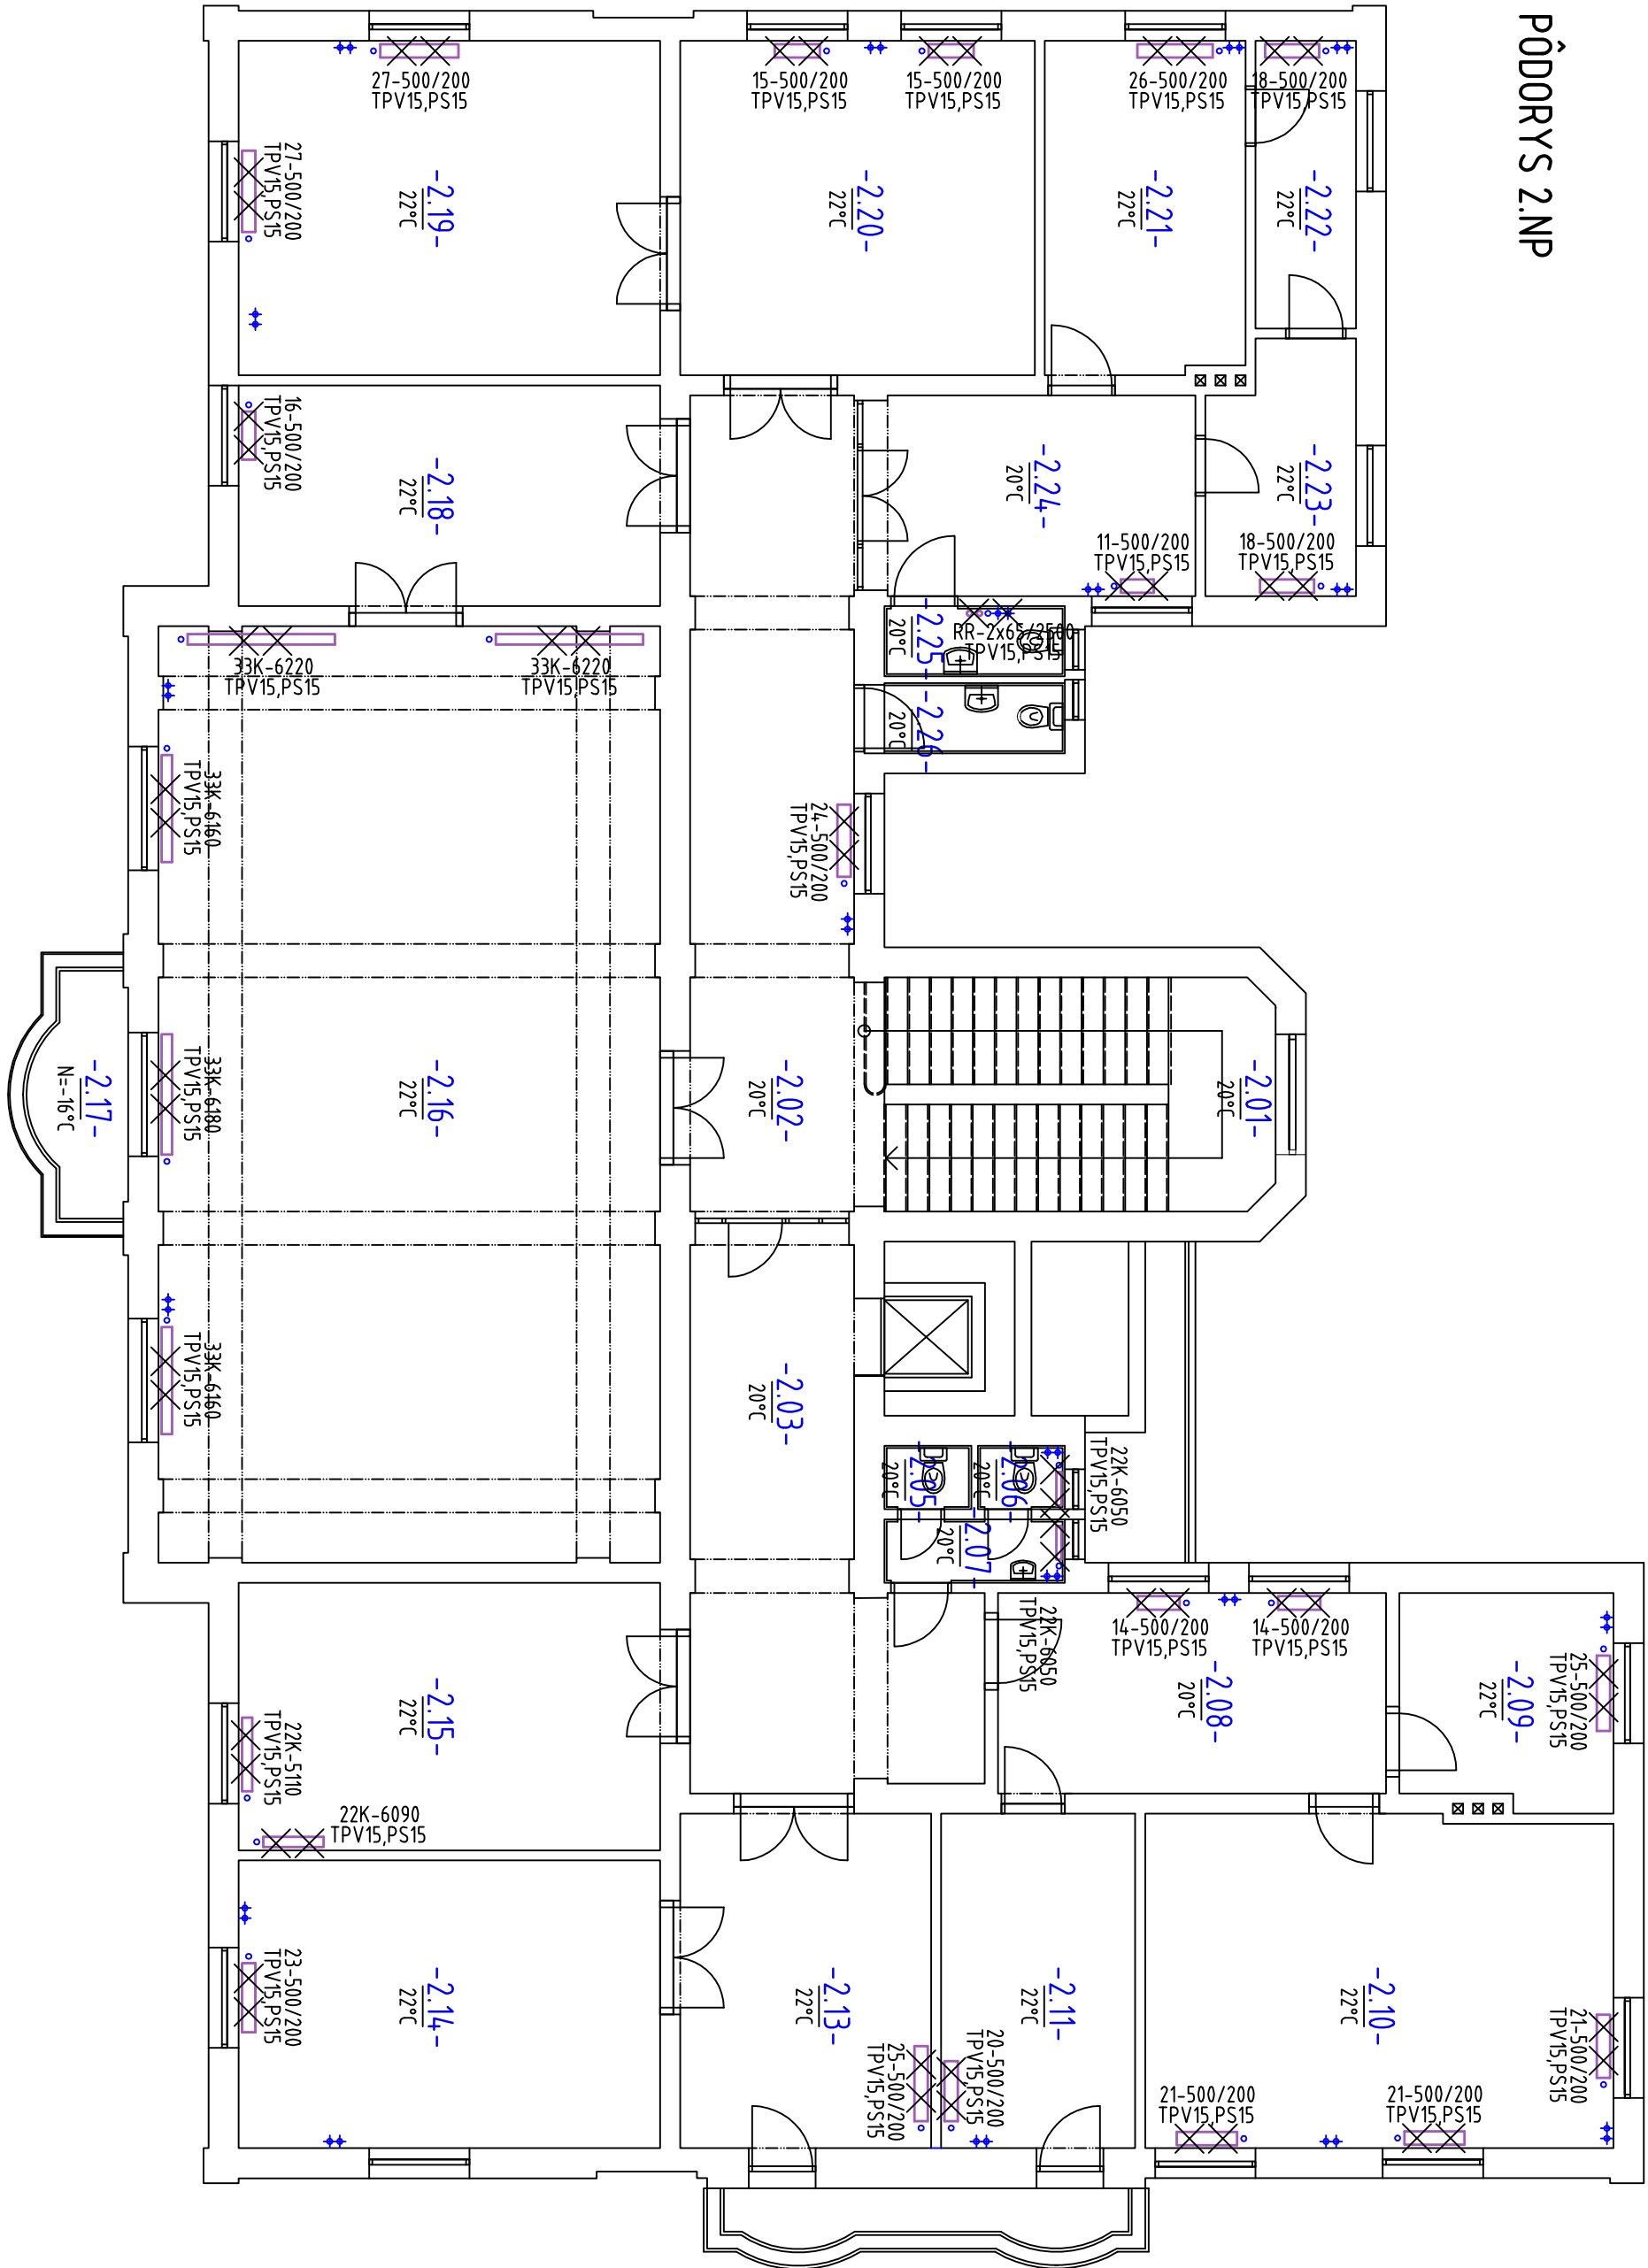 PÔDORYS 2.NP
27-500/200
TPV15,PS15
15-500/200
TPV15,PS15
15-500/200
TPV15,PS15
26-500/200
TPV15,PS15
18-500/200
TPV15,PS15
27-500/200
TPV15,PS15
-2.19-
22°C
-2.20-
22°C
-2.21-
22°C
-2.22-
22°C
16-500/200
TPV15,PS15
-2.18-
22°C
-2.24-
20°C
-2.23-
22°C
11-500/200
TPV15,PS15
18-500/200
TPV15,PS15
33K-6220
TPV15,PS15
33K-6220
TPV15,PS15
-2.25-
20°C
RR-2x65/2500
TPV15,PS15
-2.26-
20°C
33K-6160
TPV15,PS15
24-500/200
TPV15,PS15
-2.17-
N=-16°C
33K-6180
TPV15,PS15
-2.16-
22°C
-2.02-
20°C
-2.01-
20°C
33K-6160
TPV15,PS15
-2.03-
20°C
-2.05-
20°C
-2.06-
20°C
22K-6050
TPV15,PS15
-2.07-
20°C
22K-6050
TPV15,PS15
14-500/200
TPV15,PS15
14-500/200
TPV15,PS15
22K-5110
TPV15,PS15
-2.15-
22°C
-2.08-
20°C
-2.09-
22°C
25-500/200
TPV15,PS15
22K-6090
TPV15,PS15
23-500/200
TPV15,PS15
-2.14-
22°C
-2.13-
22°C
25-500/200
TPV15,PS15
-2.11-
22°C
20-500/200
TPV15,PS15
-2.10-
22°C
21-500/200
TPV15,PS15
21-500/200
TPV15,PS15
21-500/200
TPV15,PS15